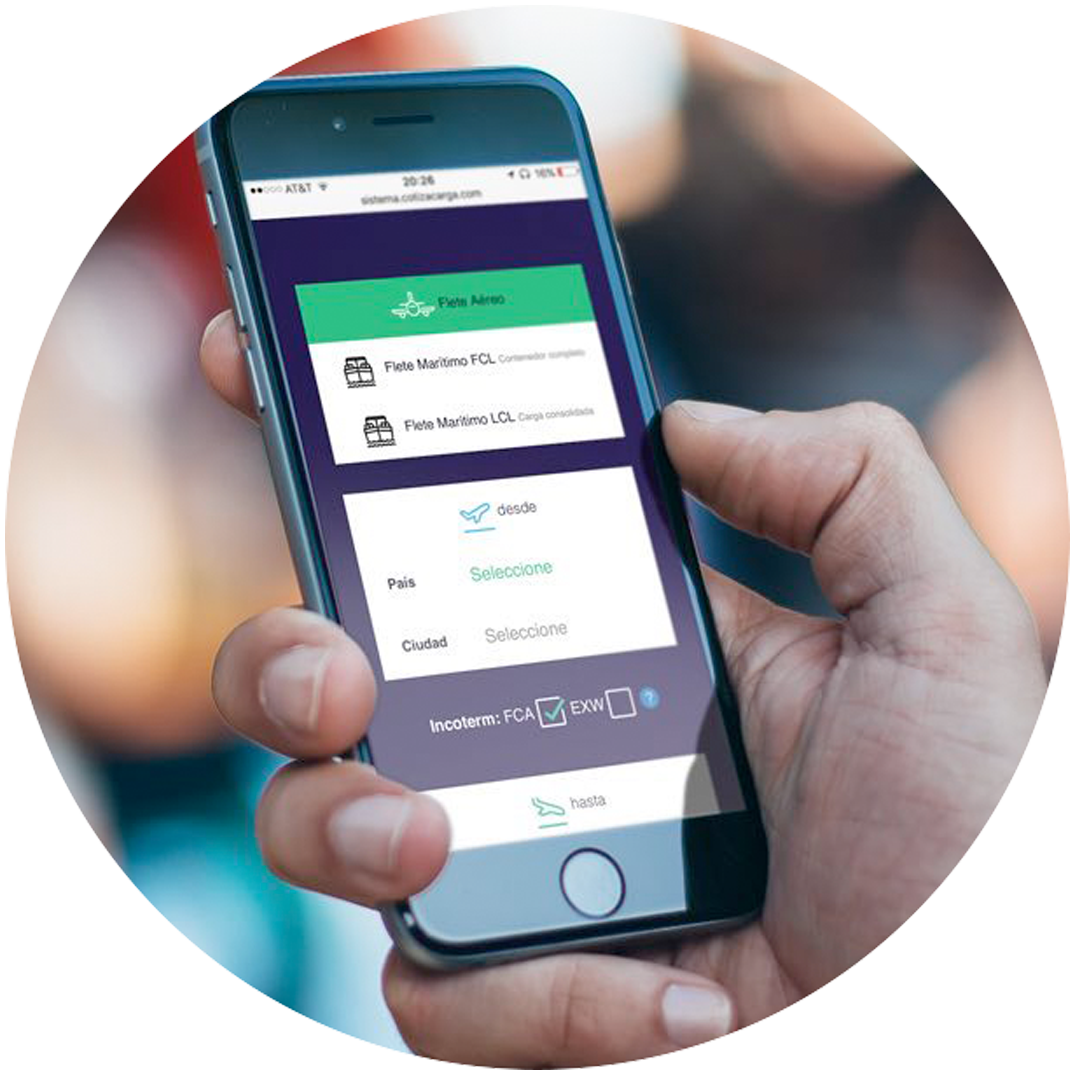 AT&T 20:26 16%
sistema.cotizacarga.com
Flete Aéreo
Flete Marítimo FCL Contenedor completo
Flete Marítimo LCL Carga consolidada
desde
País Seleccione
Ciudad Seleccione
Incoterm: FCA EXW ?
hasta